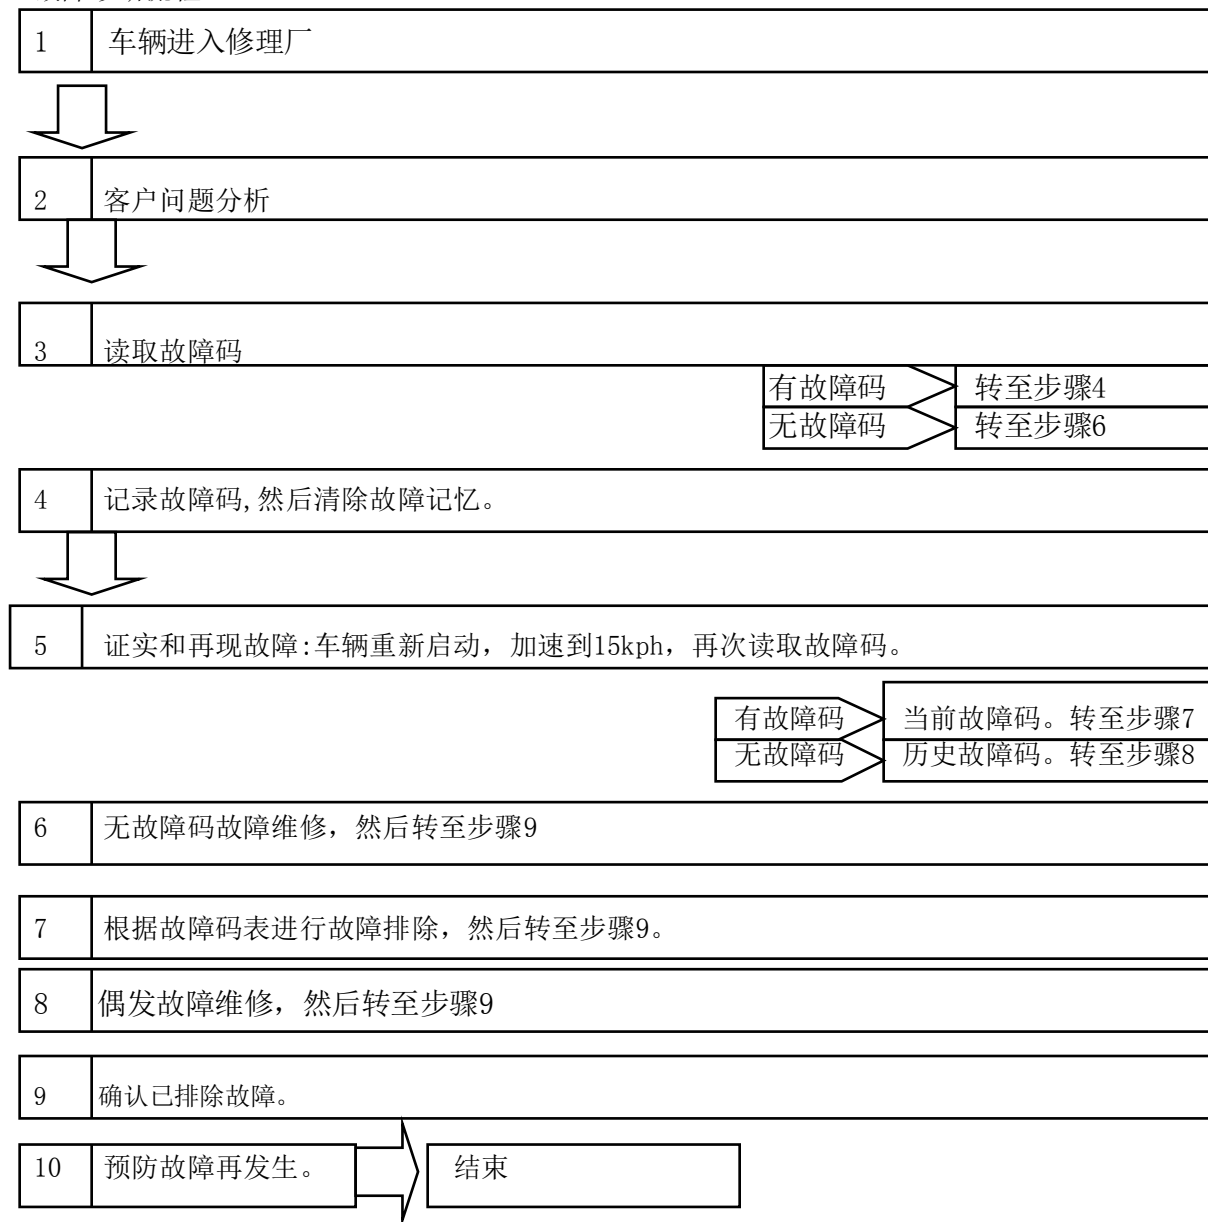 1 车辆进入修理厂
2 客户问题分析
3 读取故障码
有故障码 转至步骤4
无故障码 转至步骤6
4 记录故障码,然后清除故障记忆。
5 证实和再现故障:车辆重新启动，加速到15kph，再次读取故障码。
有故障码 当前故障码。转至步骤7
无故障码 历史故障码。转至步骤8
6 无故障码故障维修，然后转至步骤9
7 根据故障码表进行故障排除，然后转至步骤9。
8 偶发故障维修，然后转至步骤9
9 确认已排除故障。
10 预防故障再发生。 结束